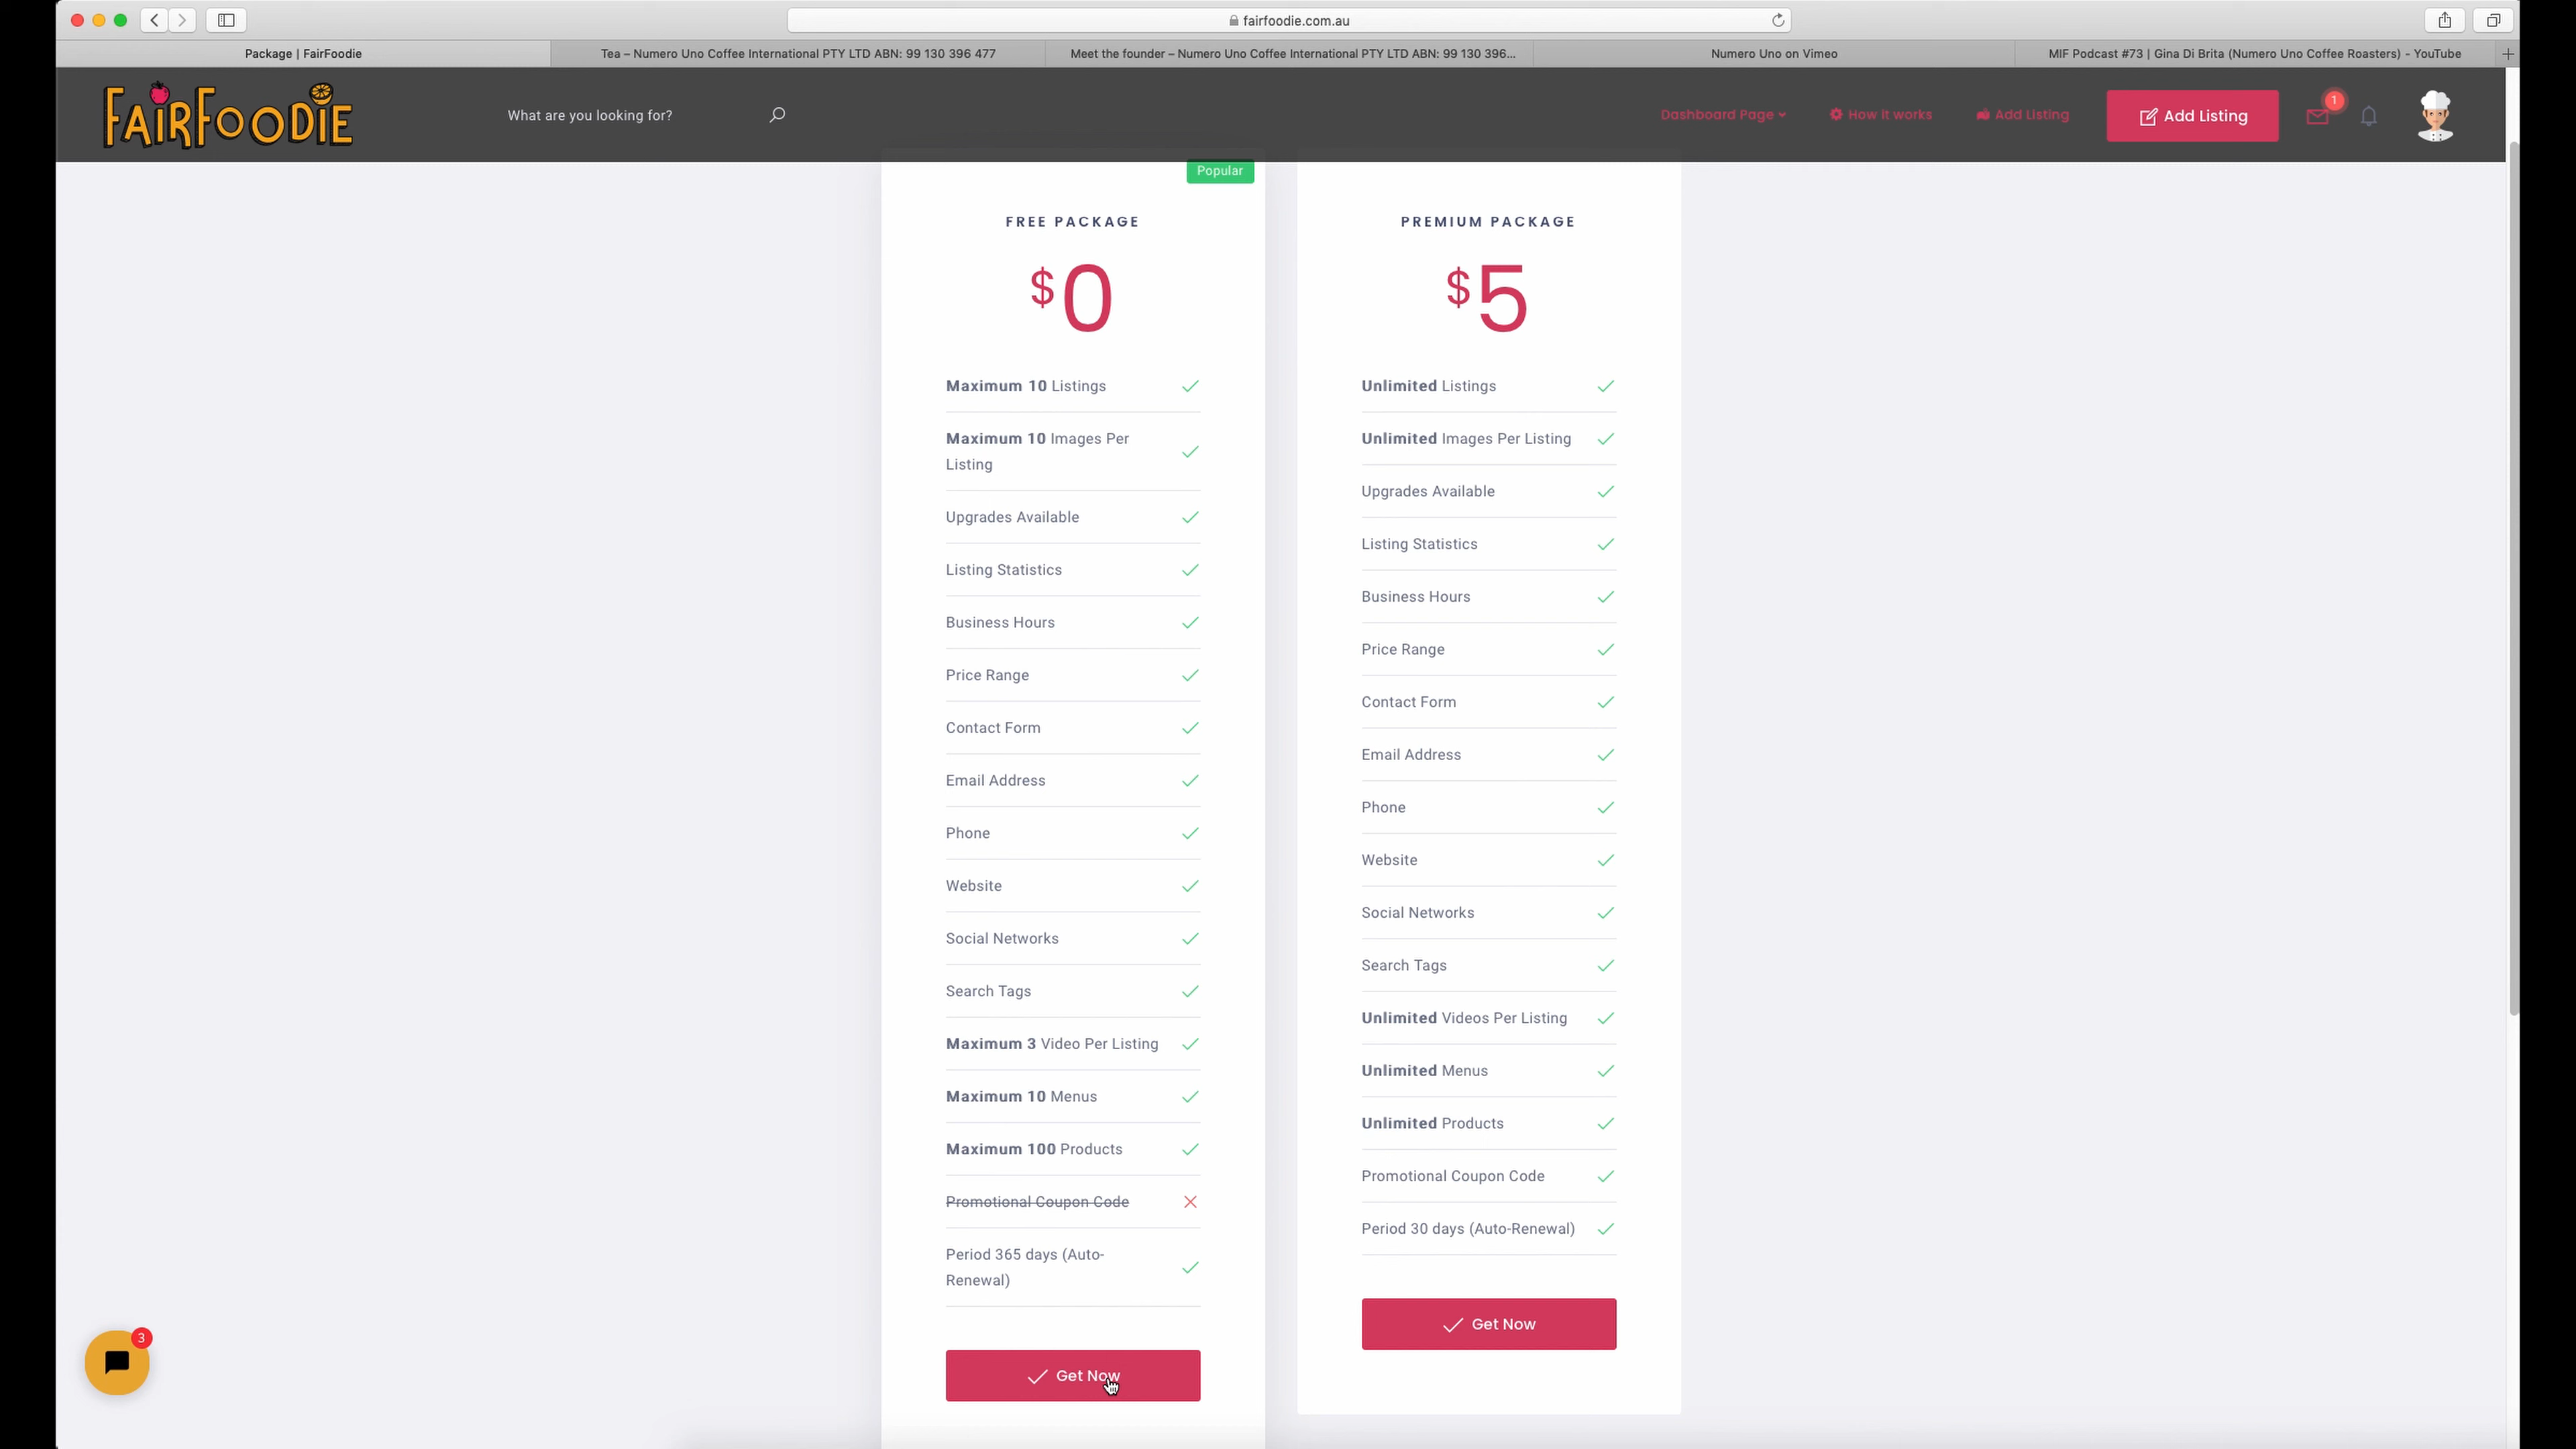 fairfoodie.com.au
Package | FairFoodie
Tea – Numero Uno Coffee International PTY LTD ABN: 99 130 396 477
Meet the founder – Numero Uno Coffee International PTY LTD ABN: 99 130 396...
Numero Uno on Vimeo
MIF Podcast #73 | Gina Di Brita (Numero Uno Coffee Roasters) - YouTube
FAIRFOODIE
What are you looking for?
Dashboard Page
How it works
Add Listing
Add Listing
1
Popular
FREE PACKAGE
$0
Maximum 10 Listings
Maximum 10 Images Per
Listing
Upgrades Available
Listing Statistics
Business Hours
Price Range
Contact Form
Email Address
Phone
Website
Social Networks
Search Tags
Maximum 3 Video Per Listing
Maximum 10 Menus
Maximum 100 Products
Promotional Coupon Code
Period 365 days (Auto-
Renewal)
Get Now
PREMIUM PACKAGE
$5
Unlimited Listings
Unlimited Images Per Listing
Upgrades Available
Listing Statistics
Business Hours
Price Range
Contact Form
Email Address
Phone
Website
Social Networks
Search Tags
Unlimited Videos Per Listing
Unlimited Menus
Unlimited Products
Promotional Coupon Code
Period 30 days (Auto-Renewal)
Get Now
3